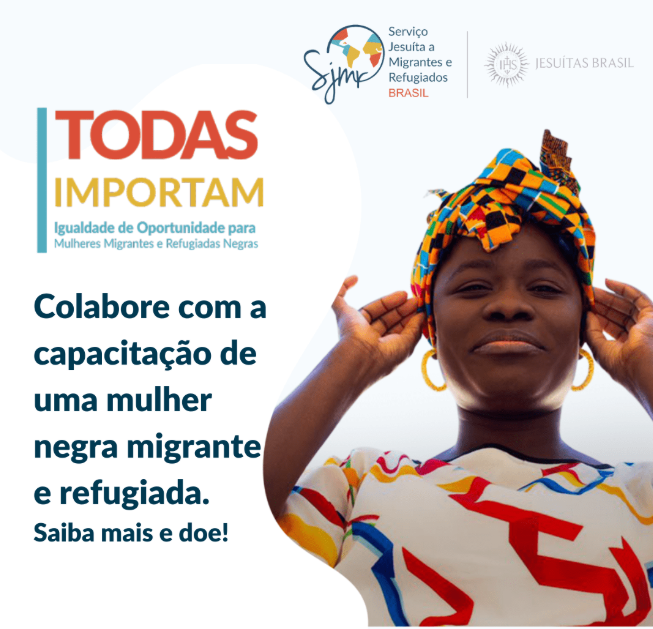 Sjmr
Serviço
Jesuíta a
Migrantes e
Refugiados
BRASIL
IHS
JESUÍTAS BRASIL
TODAS
IMPORTAM
Igualdade de Oportunidade para
Mulheres Migrantes e Refugiadas Negras
Colabore com a
capacitação de
uma mulher
negra migrante
e refugiada.
Saiba mais e doe!